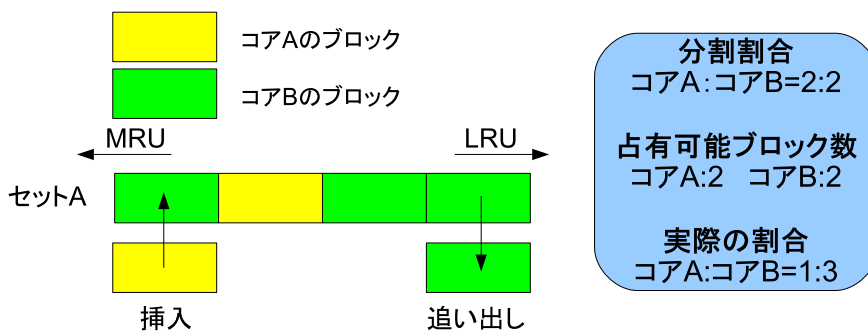 コアAのブロック
コアBのブロック
MRU
LRU
セットA
挿入
追い出し
分割割合
コアA:コアB=2:2
占有可能ブロック数
コアA:2 コアB:2
実際の割合
コアA:コアB=1:3